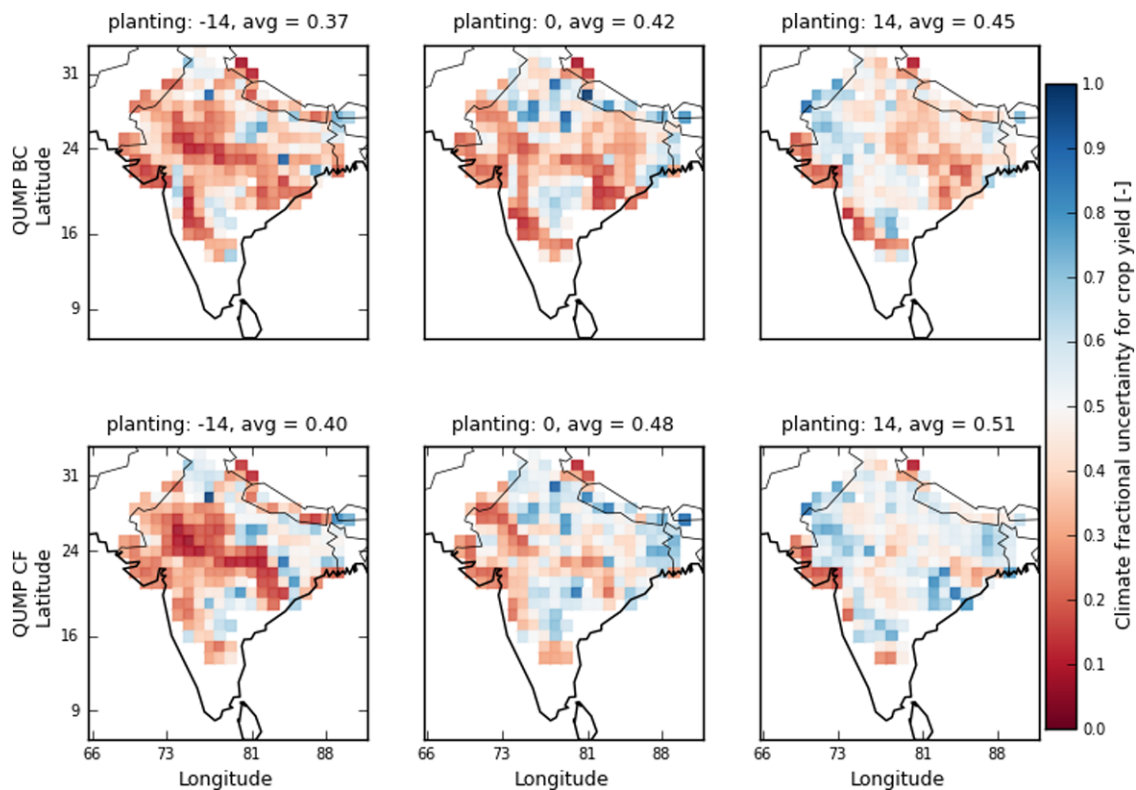 planting: -14, avg = 0.37
planting: 0, avg = 0.42
planting: 14, avg = 0.45
QUMP BC
Latitude
31
24
16
9
planting: -14, avg = 0.40
planting: 0, avg = 0.48
planting: 14, avg = 0.51
QUMP CF
Latitude
31
24
16
9
66 73 81 88
66 73 81 88
66 73 81 88
Longitude
Longitude
Longitude
1.0
0.9
0.8
0.7
0.6
0.5
0.4
0.3
0.2
0.1
0.0
Climate fractional uncertainty for crop yield [-]